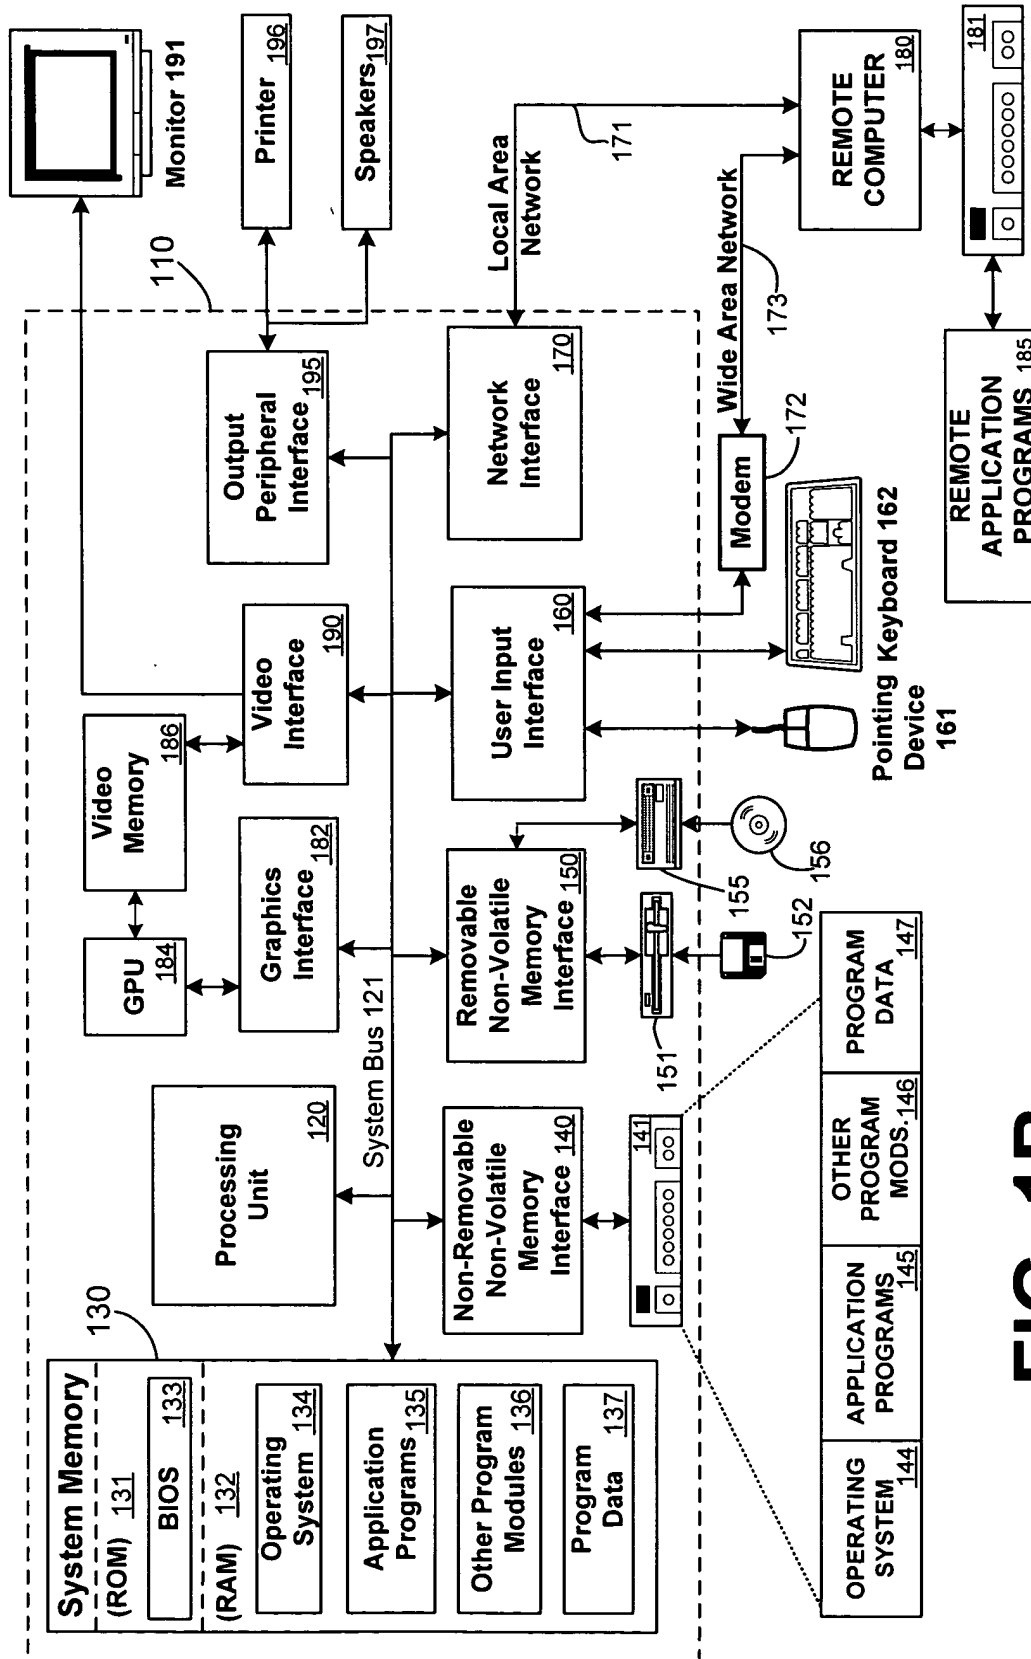 System Memory
(ROM) 131
BIOS 133
(RAM) 132
Operating
System 134
Application
Programs 135
Other Program
Modules 136
Program
Data 137
130
Processing
Unit
120
System Bus 121
GPU
184
Video
Memory
186
Graphics
Interface
182
Video
Interface
190
Output
Peripheral
Interface 195
110
Monitor 191
Printer 196
Speakers 197
Non-Removable
Non-Volatile
Memory
Interface 140
Removable
Non-Volatile
Memory
Interface 150
User Input
Interface
160
Network
Interface
170
Local Area
Network
171
141
151
152
155
156
Modem
172
Wide Area Network
173
Pointing
Device
161
Keyboard 162
REMOTE
COMPUTER
180
181
REMOTE
APPLICATION
PROGRAMS 185
OPERATING
SYSTEM 144
APPLICATION
PROGRAMS 145
OTHER
PROGRAM
MODS. 146
PROGRAM
DATA 147